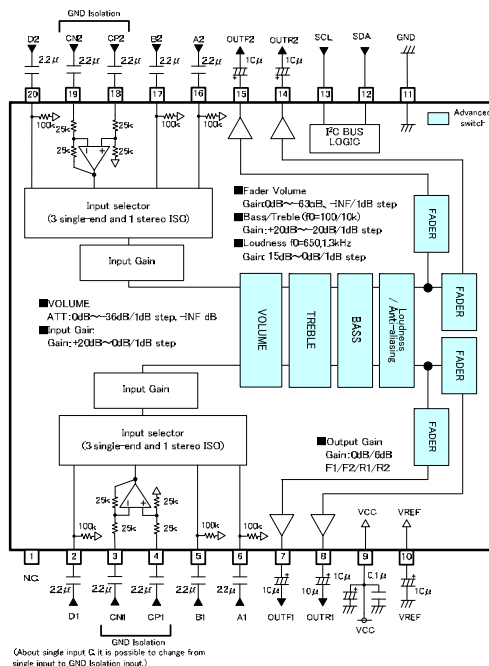 GND Isolation
D2 CN2 CP2 B2 A2 OUTF2 OUTR2 SCL SDA GND
2.2μ 2.2μ 2.2μ 2.2μ 2.2μ 10μ 10μ
20 19 18 17 16 15 14 13 12 11
100k 25k 25k 100k 100k
25k 25k
I²C BUS
LOGIC
Advanced
switch
Input selector
(3 single-end and 1 stereo ISO)
Input Gain
■Fader Volume
Gain:0dB~-63dB, -INF/1dB step
■Bass/Treble (f0=100/10k)
Gain:+20dB~-20dB/1dB step
■Loudness f0=650,1.3kHz
Gain:15dB~0dB/1dB step
FADER
FADER
■VOLUME
ATT:0dB~-36dB/1dB step, -INF dB
■Input Gain
Gain:+20dB~0dB/1dB step
VOLUME
TREBLE
BASS
Loudness
/ Anti-aliasing
FADER
FADER
Input Gain
Input selector
(3 single-end and 1 stereo ISO)
■Output Gain
Gain:0dB/6dB
F1/F2/R1/R2
25k 25k
100k 25k 25k 100k 100k
VCC VREF
1 2 3 4 5 6 7 8 9 10
N.C.
2.2μ 2.2μ 2.2μ 2.2μ 2.2μ 10μ 10μ 10μ 0.1μ 10μ
D1 CN1 CP1 B1 A1 OUTF1 OUTR1 VCC VREF
GND Isolation
(About single input C, it is possible to change from
single input to GND Isolation input.)